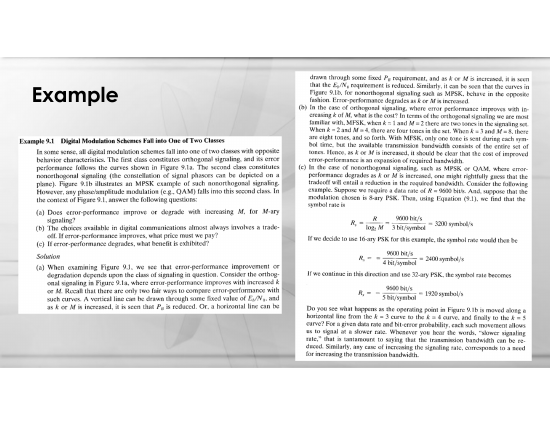 Example
Example 9.1 Digital Modulation Schemes Fall into One of Two Classes
In some sense, all digital modulation schemes fall into one of two classes with opposite
behavior characteristics. The first class constitutes orthogonal signaling, and its error
performance follows the curves shown in Figure 9.1a. The second class constitutes
nonorthogonal signaling (the constellation of signal phasors can be depicted on a
plane). Figure 9.1b illustrates an MPSK example of such nonorthogonal signaling.
However, any phase/amplitude modulation (e.g., QAM) falls into this second class. In
the context of Figure 9.1, answer the following questions:
(a) Does error-performance improve or degrade with increasing M, for M-ary
signaling?
(b) The choices available in digital communications almost always involves a trade-
off. If error-performance improves, what price must we pay?
(c) If error-performance degrades, what benefit is exhibited?
Solution
(a) When examining Figure 9.1, we see that error-performance improvement or
degradation depends upon the class of signaling in question. Consider the orthog-
onal signaling in Figure 9.1a, where error-performance improves with increased k
or M. Recall that there are only two fair ways to compare error-performance with
such curves. A vertical line can be drawn through some fixed value of Eb/N0, and
as k or M is increased, it is seen that PB is reduced. Or, a horizontal line can be
drawn through some fixed PB requirement, and as k or M is increased, it is seen
that the Eb/N0 requirement is reduced. Similarly, it can be seen that the curves in
Figure 9.1b, for nonorthogonal signaling such as MPSK, behave in the opposite
fashion. Error-performance degrades as k or M is increased.
(b) In the case of orthogonal signaling, where error performance improves with in-
creasing k or M, what is the cost? In terms of the orthogonal signaling we are most
familiar with, MFSK, when k = 1 and M = 2 there are two tones in the signaling set.
When k = 2 and M = 4, there are four tones in the set. When k = 3 and M = 8, there
are eight tones, and so forth. With MFSK, only one tone is sent during each sym-
bol time, but the available transmission bandwidth consists of the entire set of
tones. Hence, as k or M is increased, it should be clear that the cost of improved
error-performance is an expansion of required bandwidth.
(c) In the case of nonorthogonal signaling, such as MPSK or QAM, where error-
performance degrades as k or M is increased, one might rightfully guess that the
tradeoff will entail a reduction in the required bandwidth. Consider the following
example. Suppose we require a data rate of R = 9600 bit/s. And, suppose that the
modulation chosen is 8-ary PSK. Then, using Equation (9.1), we find that the
symbol rate is
Rs = R / log2 M = 9600 bit/s / 3 bit/symbol = 3200 symbol/s
If we decide to use 16-ary PSK for this example, the symbol rate would then be
Rs = 9600 bit/s / 4 bit/symbol = 2400 symbol/s
If we continue in this direction and use 32-ary PSK, the symbol rate becomes
Rs = 9600 bit/s / 5 bit/symbol = 1920 symbol/s
Do you see what happens as the operating point in Figure 9.1b is moved along a
horizontal line from the k = 3 curve to the k = 4 curve, and finally to the k = 5
curve? For a given data rate and bit-error probability, each such movement allows
us to signal at a slower rate. Whenever you hear the words, "slower signaling
rate," that is tantamount to saying that the transmission bandwidth can be re-
duced. Similarly, any case of increasing the signaling rate, corresponds to a need
for increasing the transmission bandwidth.